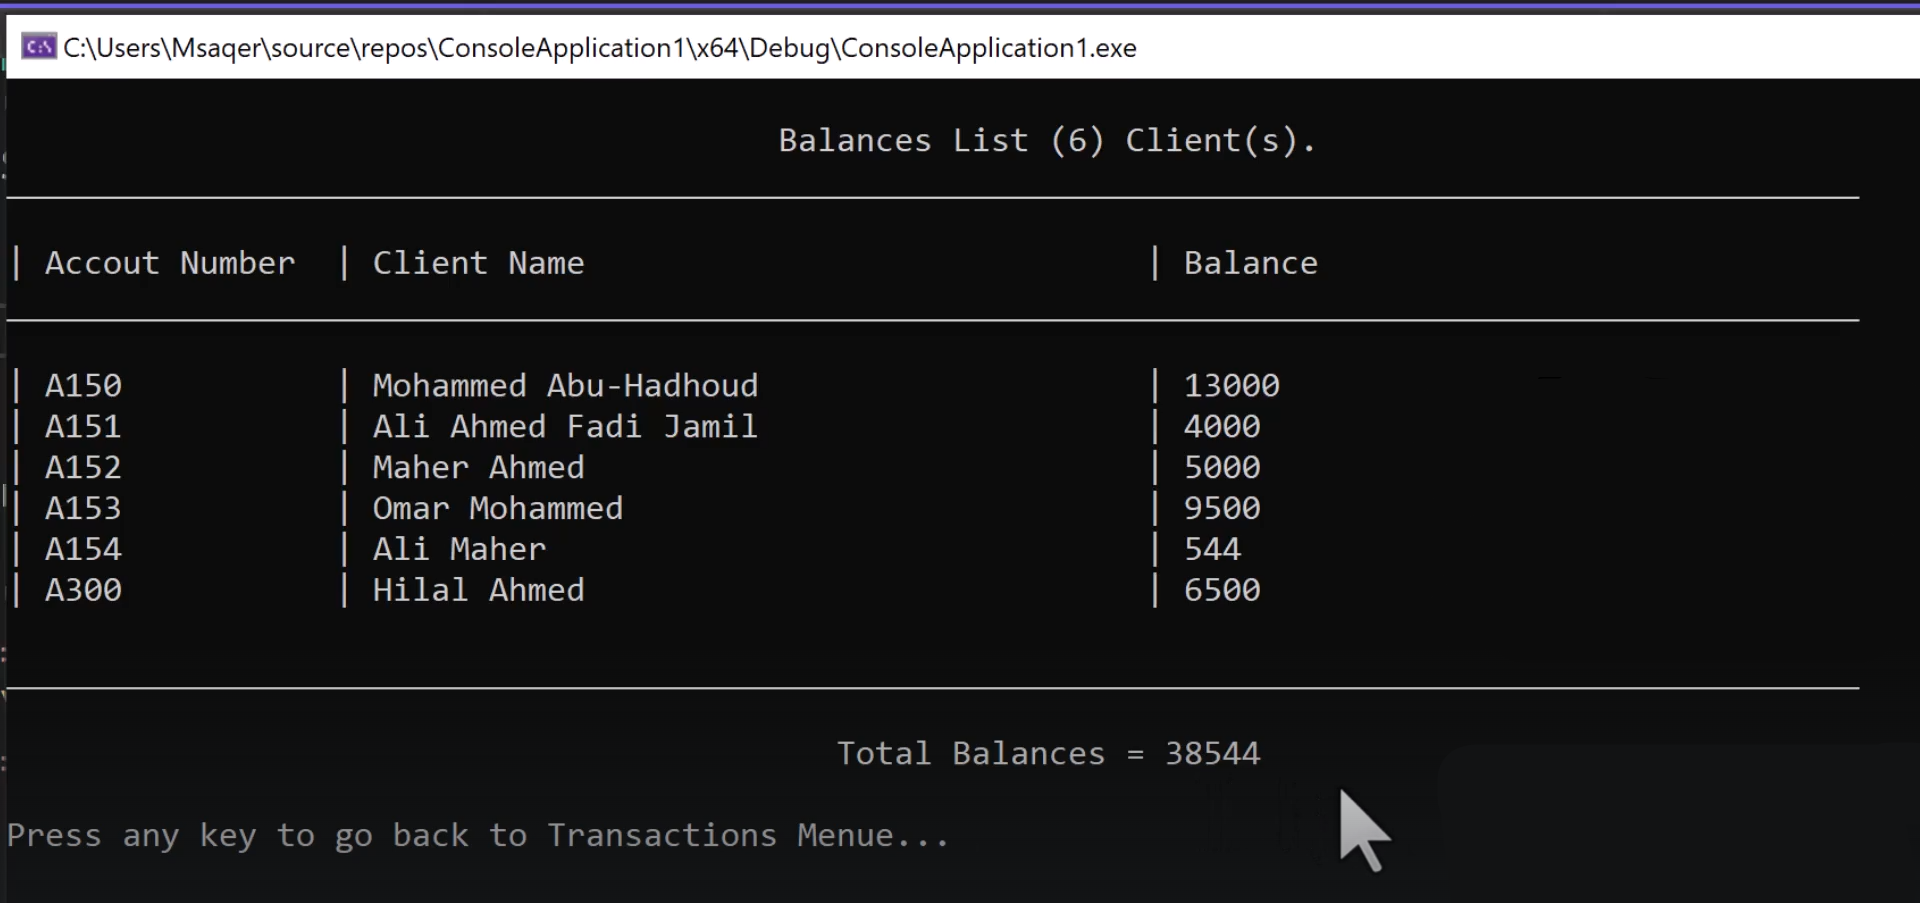 C:\Users\Msaqer\source\repos\ConsoleApplication1\x64\Debug\ConsoleApplication1.exe
Balances List (6) Client(s).
| Accout Number | Client Name | Balance
| A150 | Mohammed Abu-Hadhoud | 13000
| A151 | Ali Ahmed Fadi Jamil | 4000
| A152 | Maher Ahmed | 5000
| A153 | Omar Mohammed | 9500
| A154 | Ali Maher | 544
| A300 | Hilal Ahmed | 6500
Total Balances = 38544
Press any key to go back to Transactions Menue...